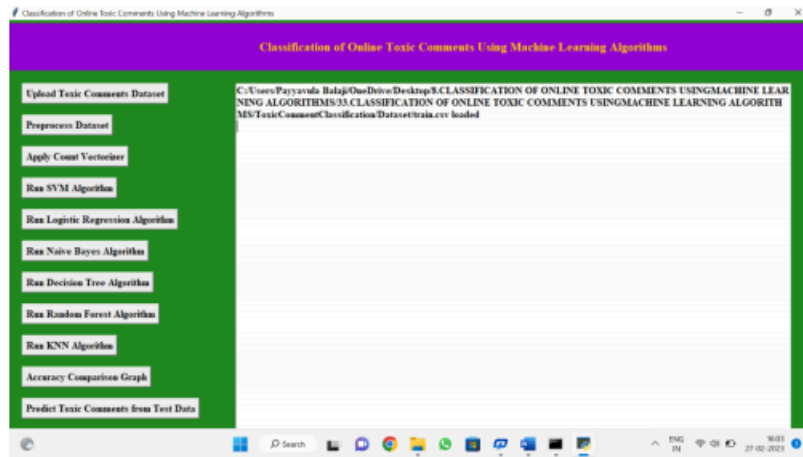 Classification of Online Toxic Comments Using Machine Learning Algorithms
Classification of Online Toxic Comments Using Machine Learning Algorithms
Upload Toxic Comments Dataset
Preprocess Dataset
Apply Count Vectorizer
Run SVM Algorithm
Run Logistic Regression Algorithm
Run Naive Bayes Algorithm
Run Decision Tree Algorithm
Run Random Forest Algorithm
Run KNN Algorithm
Accuracy Comparison Graph
Predict Toxic Comments from Test Data
C:/Users/Payyavula Balaji/OneDrive/Desktop/8.CLASSIFICATION OF ONLINE TOXIC COMMENTS USINGMACHINE LEAR
NING ALGORITHMS/33.CLASSIFICATION OF ONLINE TOXIC COMMENTS USINGMACHINE LEARNING ALGORITH
MS/ToxicCommentClassification/Dataset/train.csv loaded
Search
ENG
IN
16:03
27-02-2023